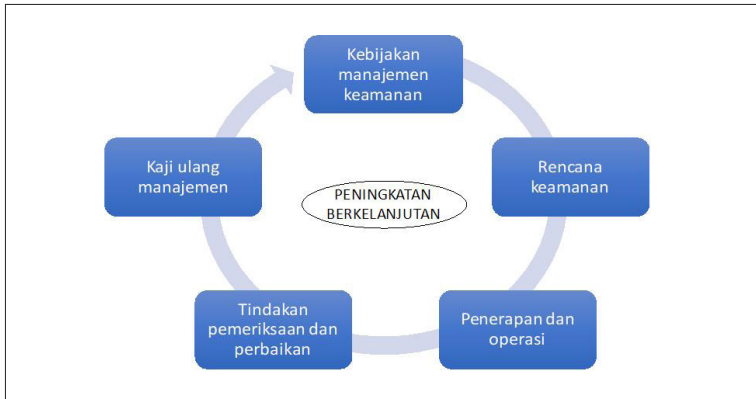 Kebijakan
manajemen
keamanan
Rencana
keamanan
Penerapan dan
operasi
Tindakan
pemeriksaan dan
perbaikan
Kaji ulang
manajemen
PENINGKATAN
BERKELANJUTAN